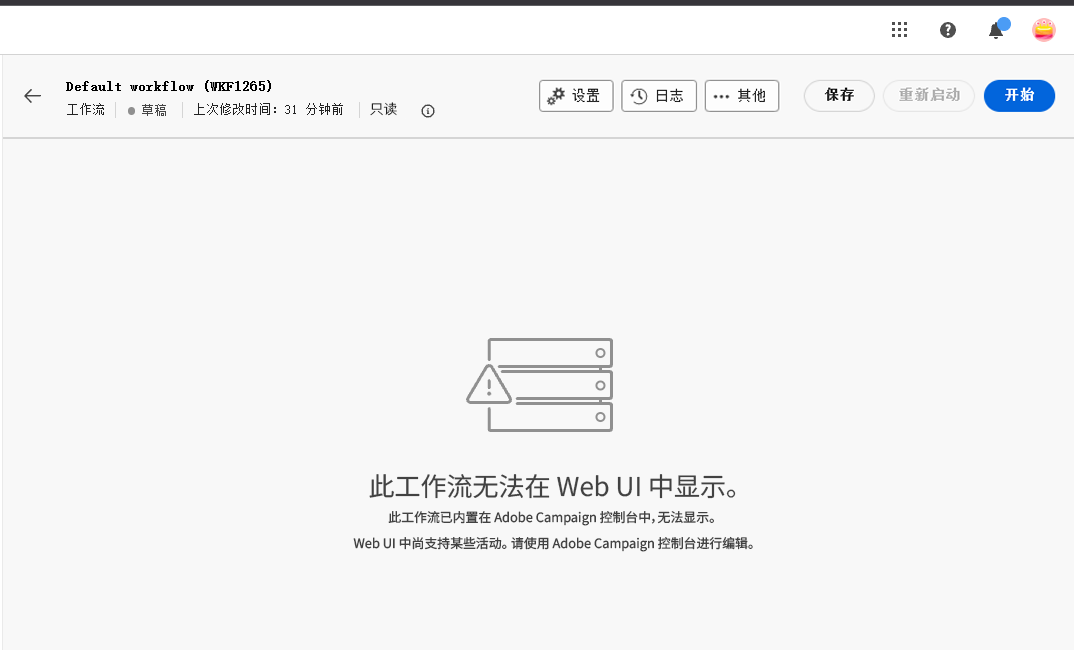 Default workflow (WKF1265)
工作流 草稿 上次修改时间: 31 分钟前 只读
设置 日志 其他 保存 重新启动 开始
此工作流无法在 Web UI 中显示。
此工作流已内置在 Adobe Campaign 控制台中,无法显示。
Web UI 中尚支持某些活动。请使用 Adobe Campaign 控制台进行编辑。